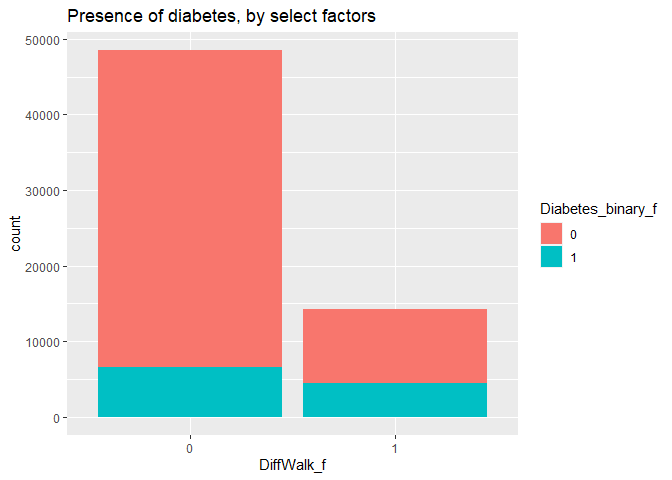 Presence of diabetes, by select factors
50000
40000
30000
20000
10000
0
count
0
1
DiffWalk_f
Diabetes_binary_f
0
1